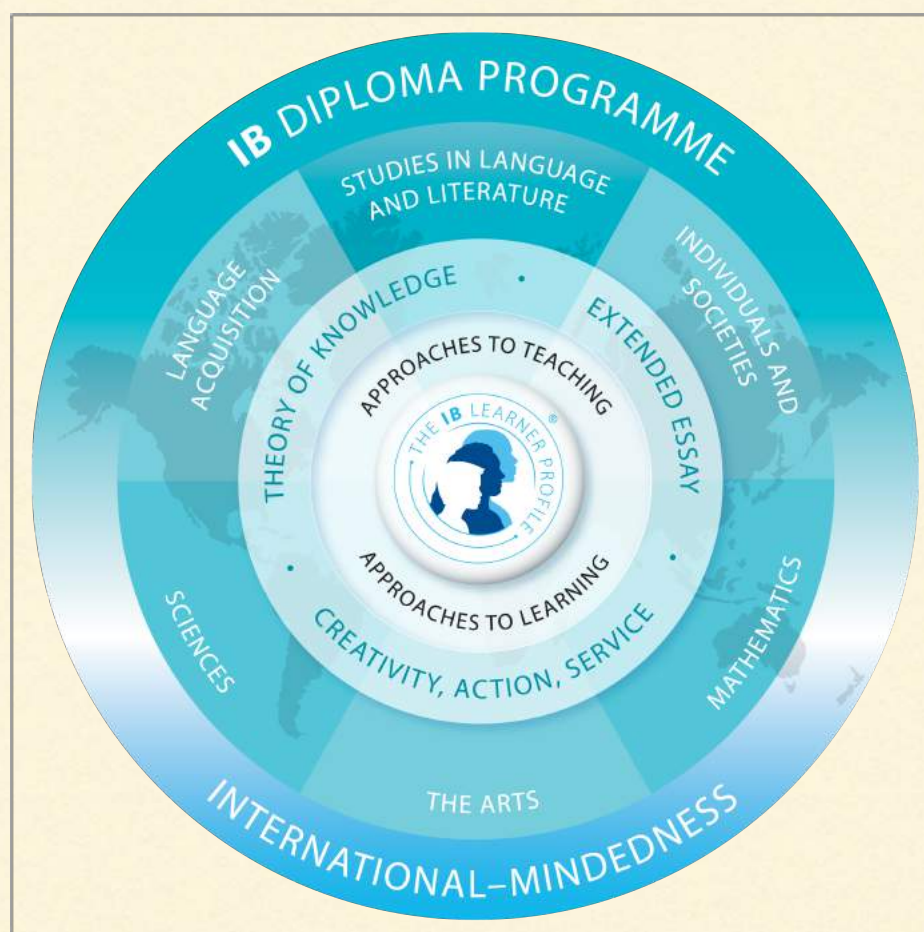 IB DIPLOMA PROGRAMME
STUDIES IN LANGUAGE
AND LITERATURE
LANGUAGE
ACQUISITION
INDIVIDUALS AND
SOCIETIES
THEORY OF KNOWLEDGE
•
EXTENDED ESSAY
APPROACHES TO TEACHING
THE IB LEARNER PROFILE ®
APPROACHES TO LEARNING
•
CREATIVITY, ACTION, SERVICE
•
SCIENCES
MATHEMATICS
THE ARTS
INTERNATIONAL–MINDEDNESS